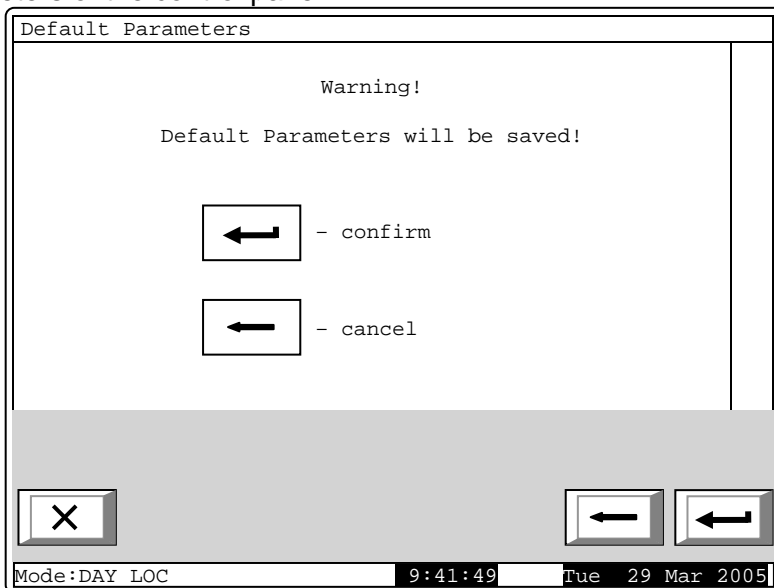 Default Parameters
Warning!
Default Parameters will be saved!
– confirm
– cancel
Mode:DAY LOC 9:41:49 Tue 29 Mar 2005